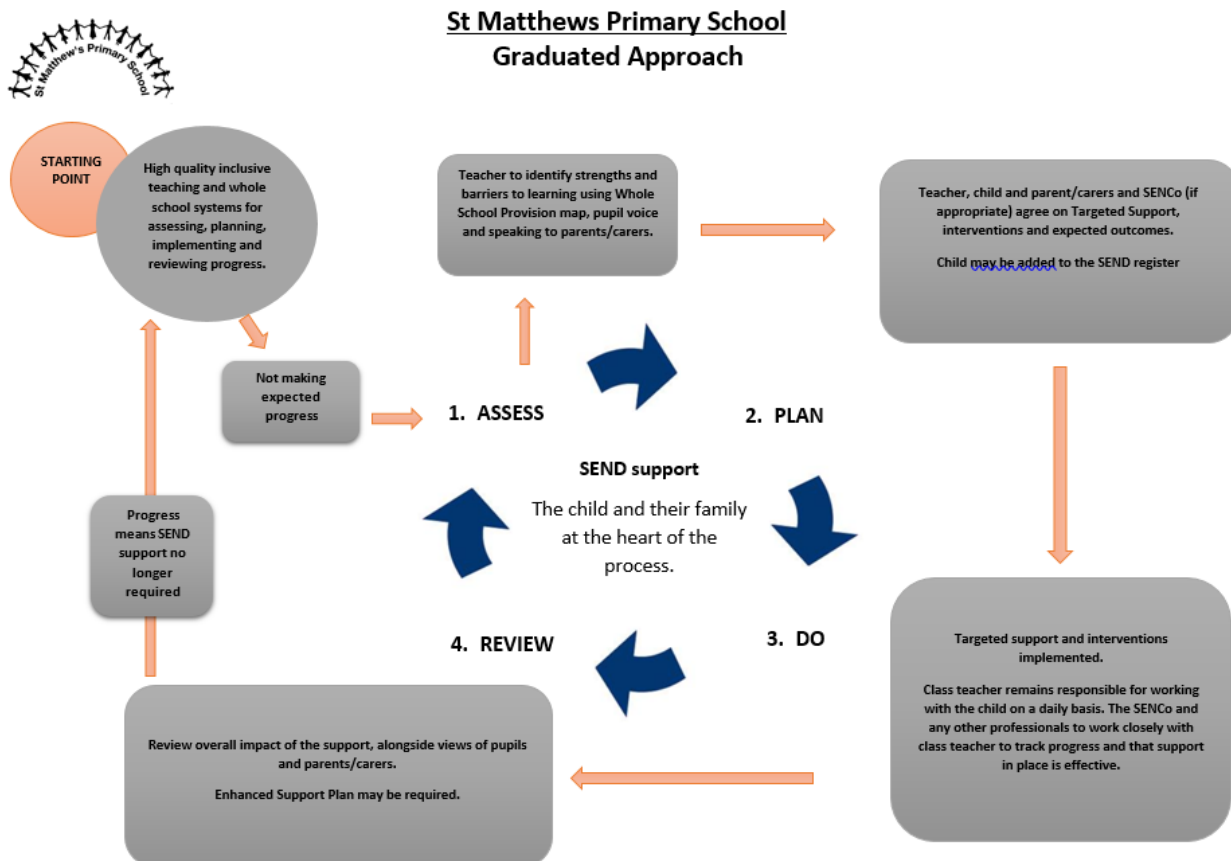 St Matthews Primary School
Graduated Approach
St Matthew's Primary School
STARTING
POINT
High quality inclusive
teaching and whole
school systems for
assessing, planning,
implementing and
reviewing progress.
Teacher to identify strengths and
barriers to learning using Whole
School Provision map, pupil voice
and speaking to parents/carers.
Teacher, child and parent/carers and SENCo (if
appropriate) agree on Targeted Support,
interventions and expected outcomes.
Child may be added to the SEND register
Not making
expected
progress
1. ASSESS
2. PLAN
SEND support
The child and their family
at the heart of the
process.
Progress
means SEND
support no
longer
required
4. REVIEW
3. DO
Targeted support and interventions
implemented.
Class teacher remains responsible for working
with the child on a daily basis. The SENCo and
any other professionals to work closely with
class teacher to track progress and that support
in place is effective.
Review overall impact of the support, alongside views of pupils
and parents/carers.
Enhanced Support Plan may be required.